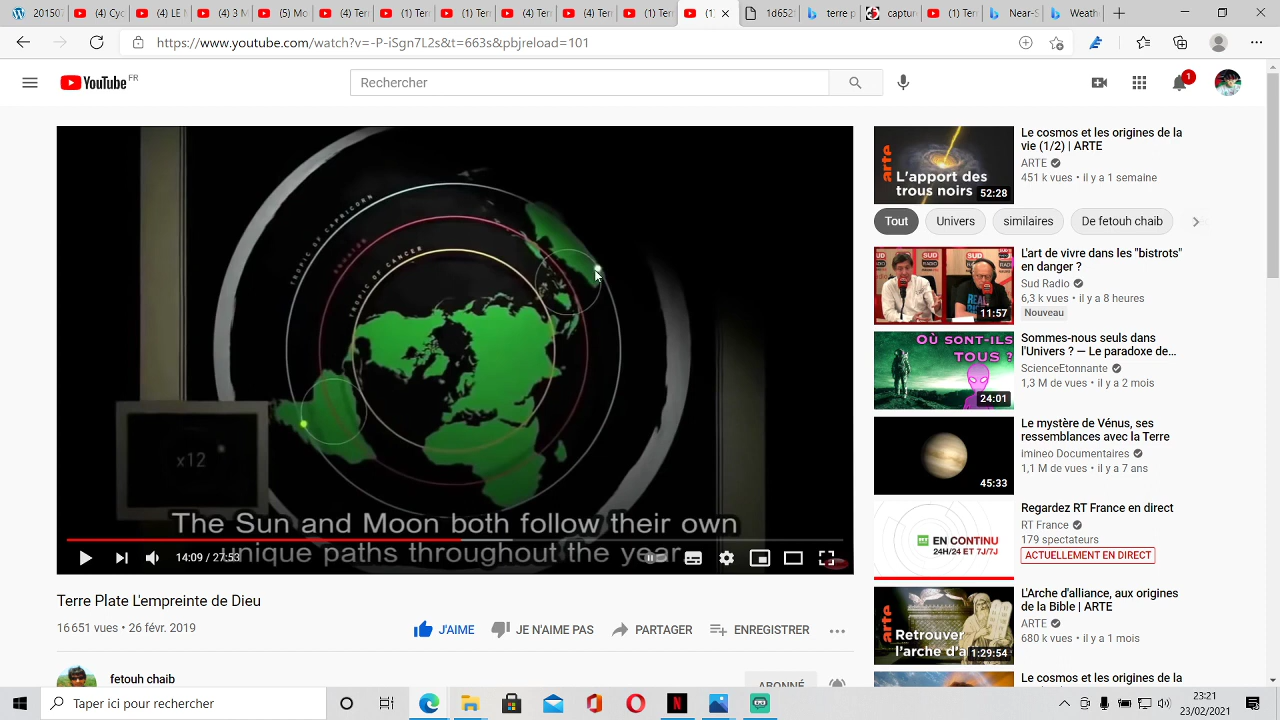 https://www.youtube.com/watch?v=-P-iSgn7L2s&t=663s&pbjreload=101
YouTube FR
Rechercher
1
TROPIC OF CAPRICORN
EQUATOR
TROPIC OF CANCER
x12
The Sun and Moon both follow their own
unique paths throughout the year
14:09 / 27:53
Terre Plate L'empreinte de Dieu
16 651 vues • 26 févr. 2019
J'AIME
JE N'AIME PAS
PARTAGER
ENREGISTRER
fetouh chaib
ABONNÉ
arte
L'apport des
trous noirs
52:28
Le cosmos et les origines de la
vie (1/2) | ARTE
ARTE
451 k vues • il y a 1 semaine
Tout
Univers
similaires
De fetouh chaib
SUD
RADIO
11:57
L'art de vivre dans les "bistrots"
en danger ?
Sud Radio
6,3 k vues • il y a 8 heures
Nouveau
OÙ SONT-ILS
TOUS ?
24:01
Sommes-nous seuls dans
l'Univers ? — Le paradoxe de...
ScienceEtonnante
1,3 M de vues • il y a 2 mois
45:33
Le mystère de Vénus, ses
ressemblances avec la Terre
imineo Documentaires
1,1 M de vues • il y a 7 ans
RT EN CONTINU
24H/24 ET 7J/7J
Regardez RT France en direct
RT France
179 spectateurs
ACTUELLEMENT EN DIRECT
arte
Retrouver
l'arche d'a
1:29:54
L'Arche d'alliance, aux origines
de la Bible | ARTE
ARTE
680 k vues • il y a 1 mois
Le cosmos et les origines de la
Taper ici pour rechercher
23:21
23/02/2021